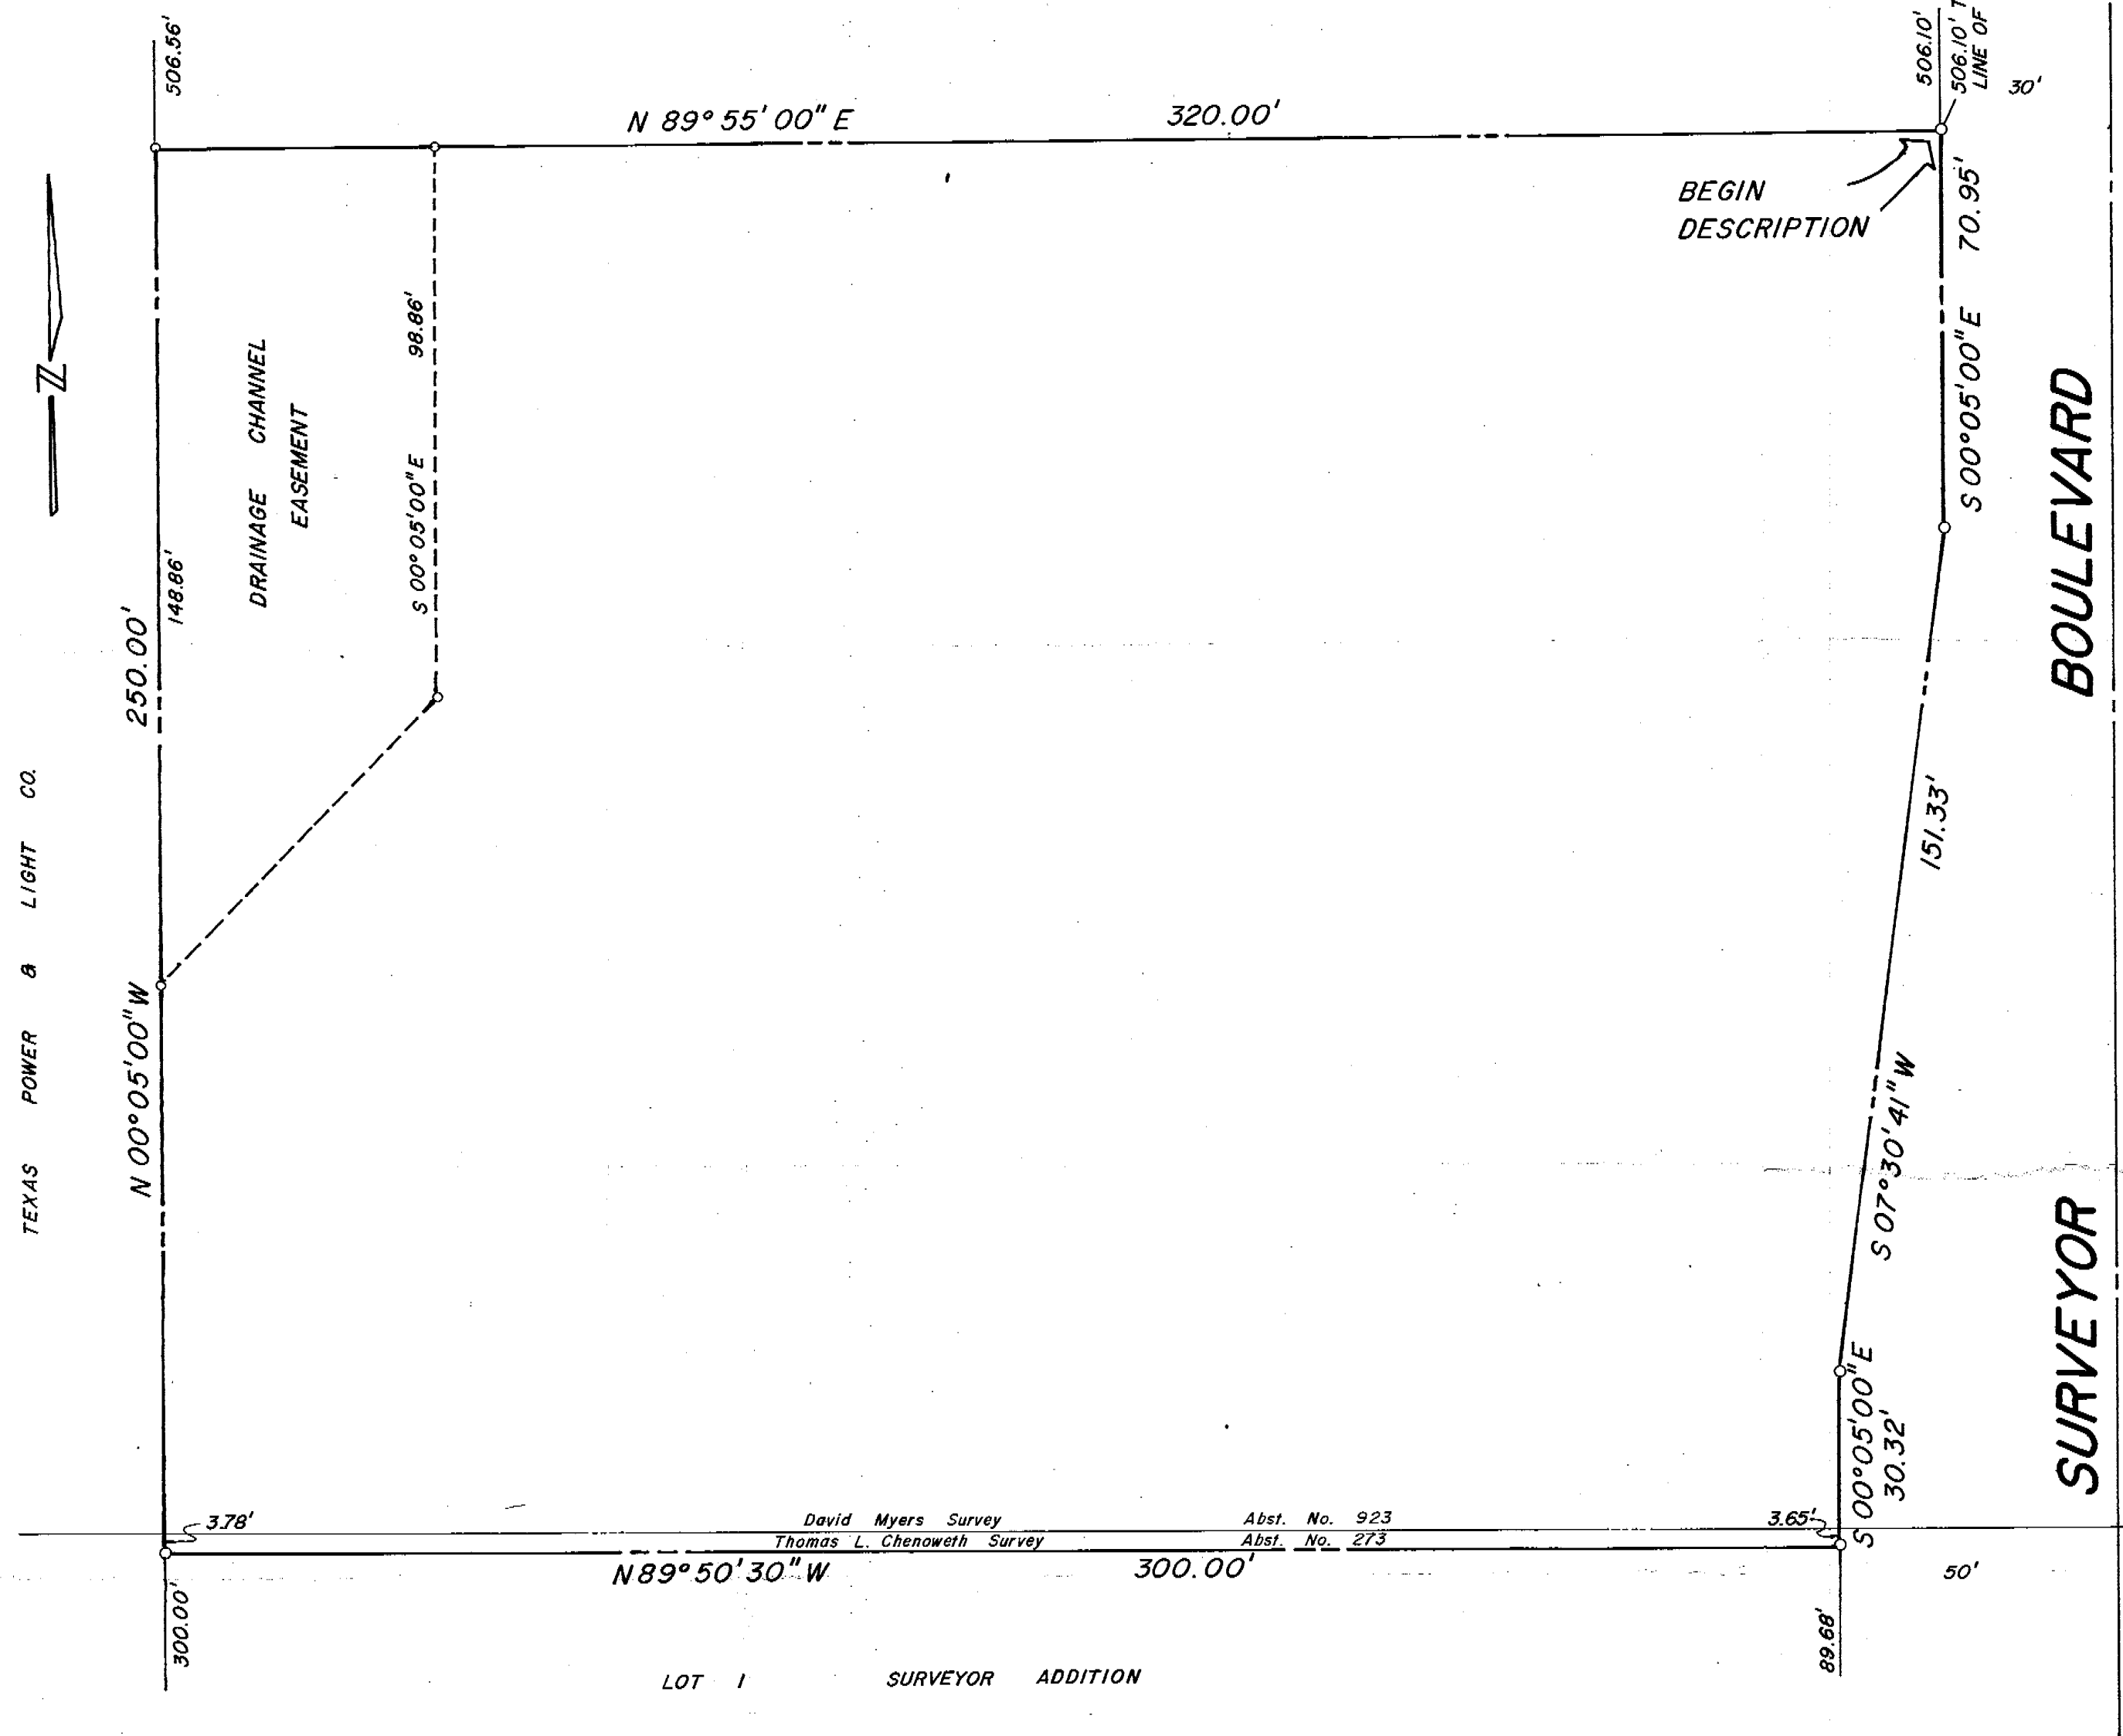 506.56'
506.10'
506.10' T
LINE OF
30'
N 89° 55' 00" E 320.00'
BEGIN
DESCRIPTION
70.95'
S 00° 05' 00" E
DRAINAGE CHANNEL
EASEMENT
98.86'
S 00° 05' 00" E
148.86'
250.00'
N 00° 05' 00" W
TEXAS POWER & LIGHT CO.
151.33'
S 07° 30' 41" W
SURVEYOR BOULEVARD
S 00° 05' 00" E
30.32'
3.78'
David Myers Survey Abst. No. 923
3.65'
Thomas L. Chenoweth Survey Abst. No. 273
N 89° 50' 30" W 300.00'
50'
300.00'
89.68'
LOT 1 SURVEYOR ADDITION